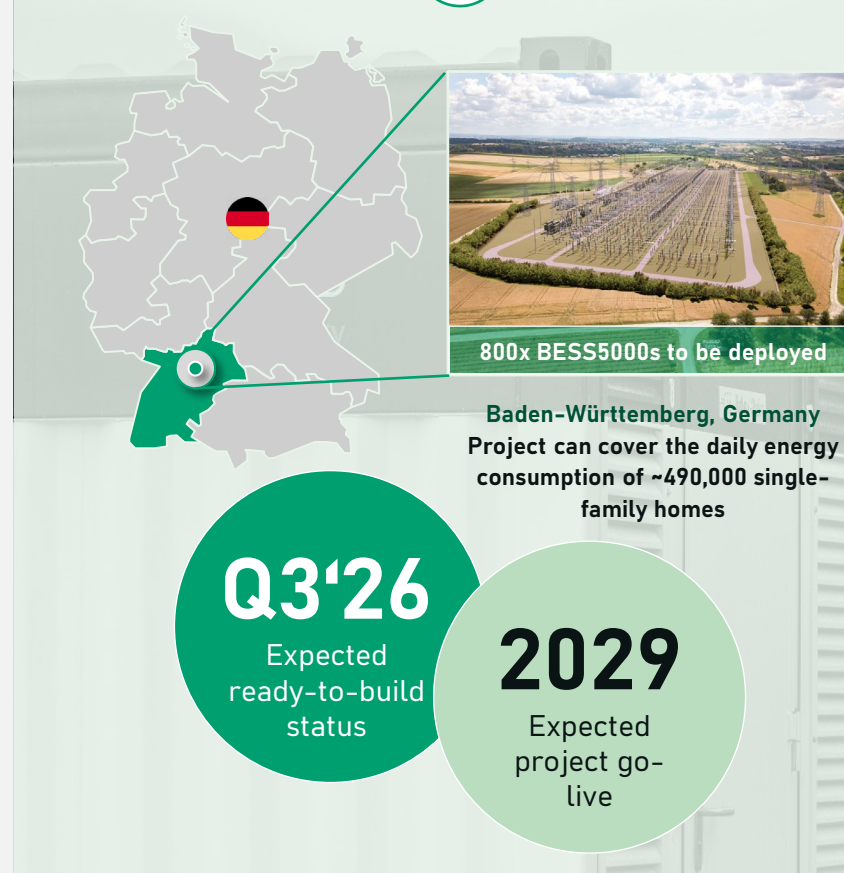 800x BESS5000s to be deployed
Baden-Württemberg, Germany
Project can cover the daily energy
consumption of ~490,000 single-
family homes
Q3‘26
Expected
ready-to-build
status
2029
Expected
project go-
live